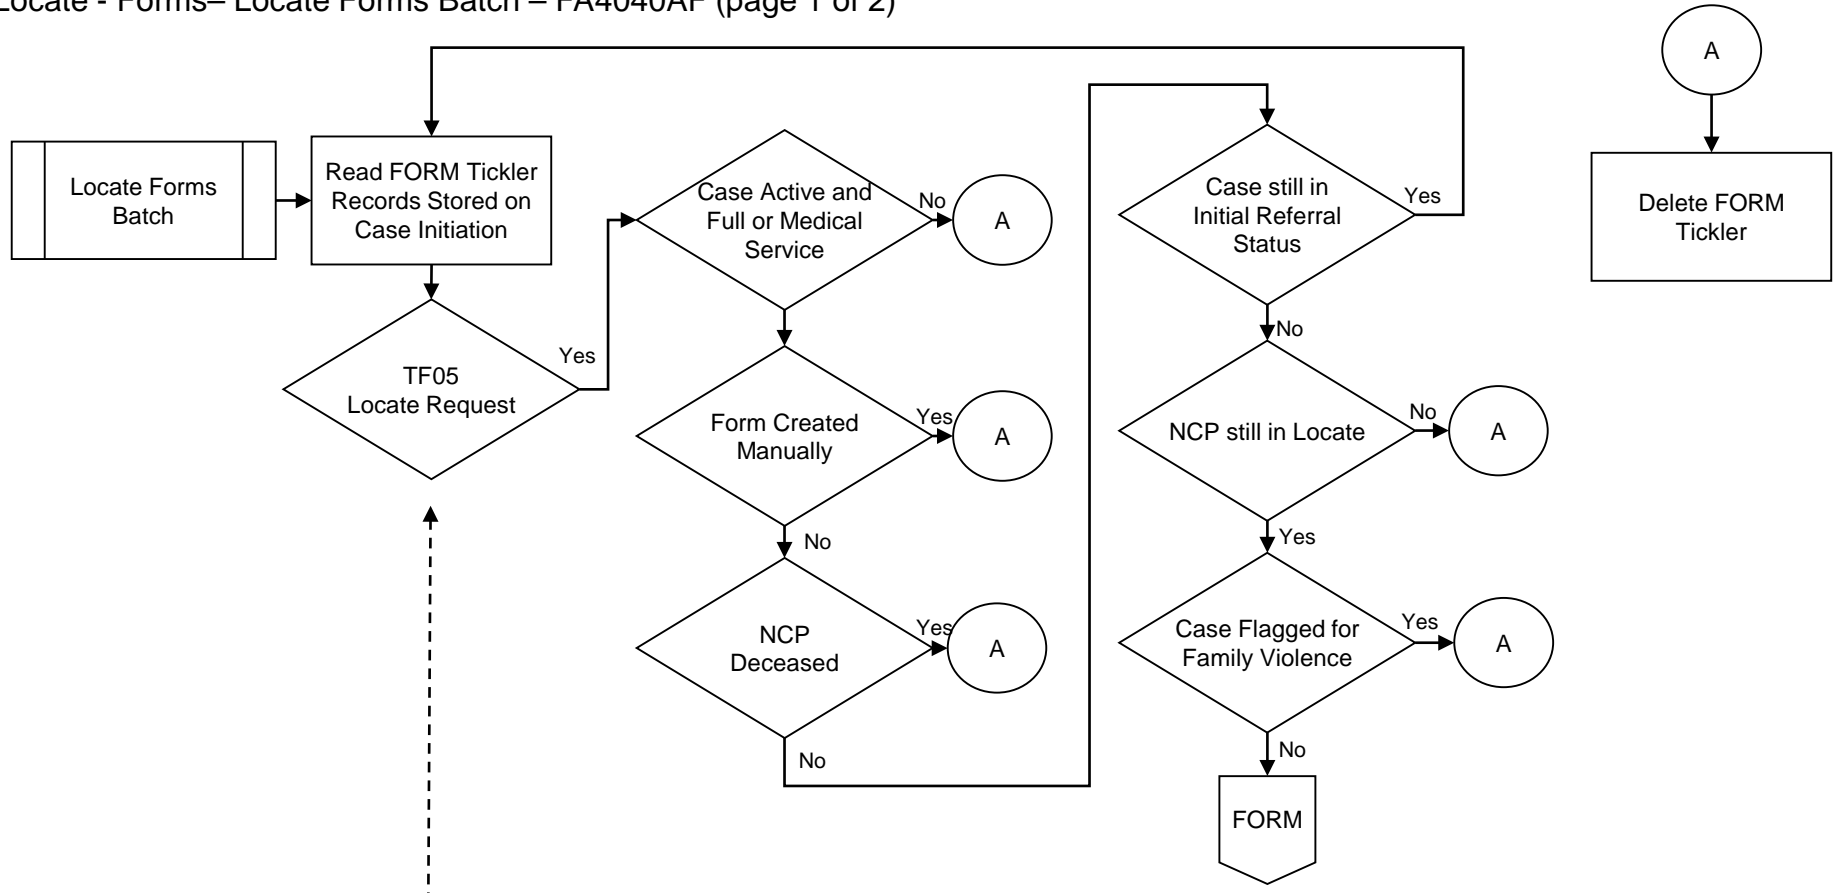 Locate - Forms– Locate Forms Batch – FA4040AF (page 1 of 2)
Locate Forms
Batch
Read FORM Tickler
Records Stored on
Case Initiation
TF05
Locate Request
Yes
Case Active and
Full or Medical
Service
No
A
Form Created
Manually
Yes
A
No
NCP
Deceased
Yes
A
No
Case still in
Initial Referral
Status
Yes
No
NCP still in Locate
No
A
Yes
Case Flagged for
Family Violence
Yes
A
No
FORM
A
Delete FORM
Tickler